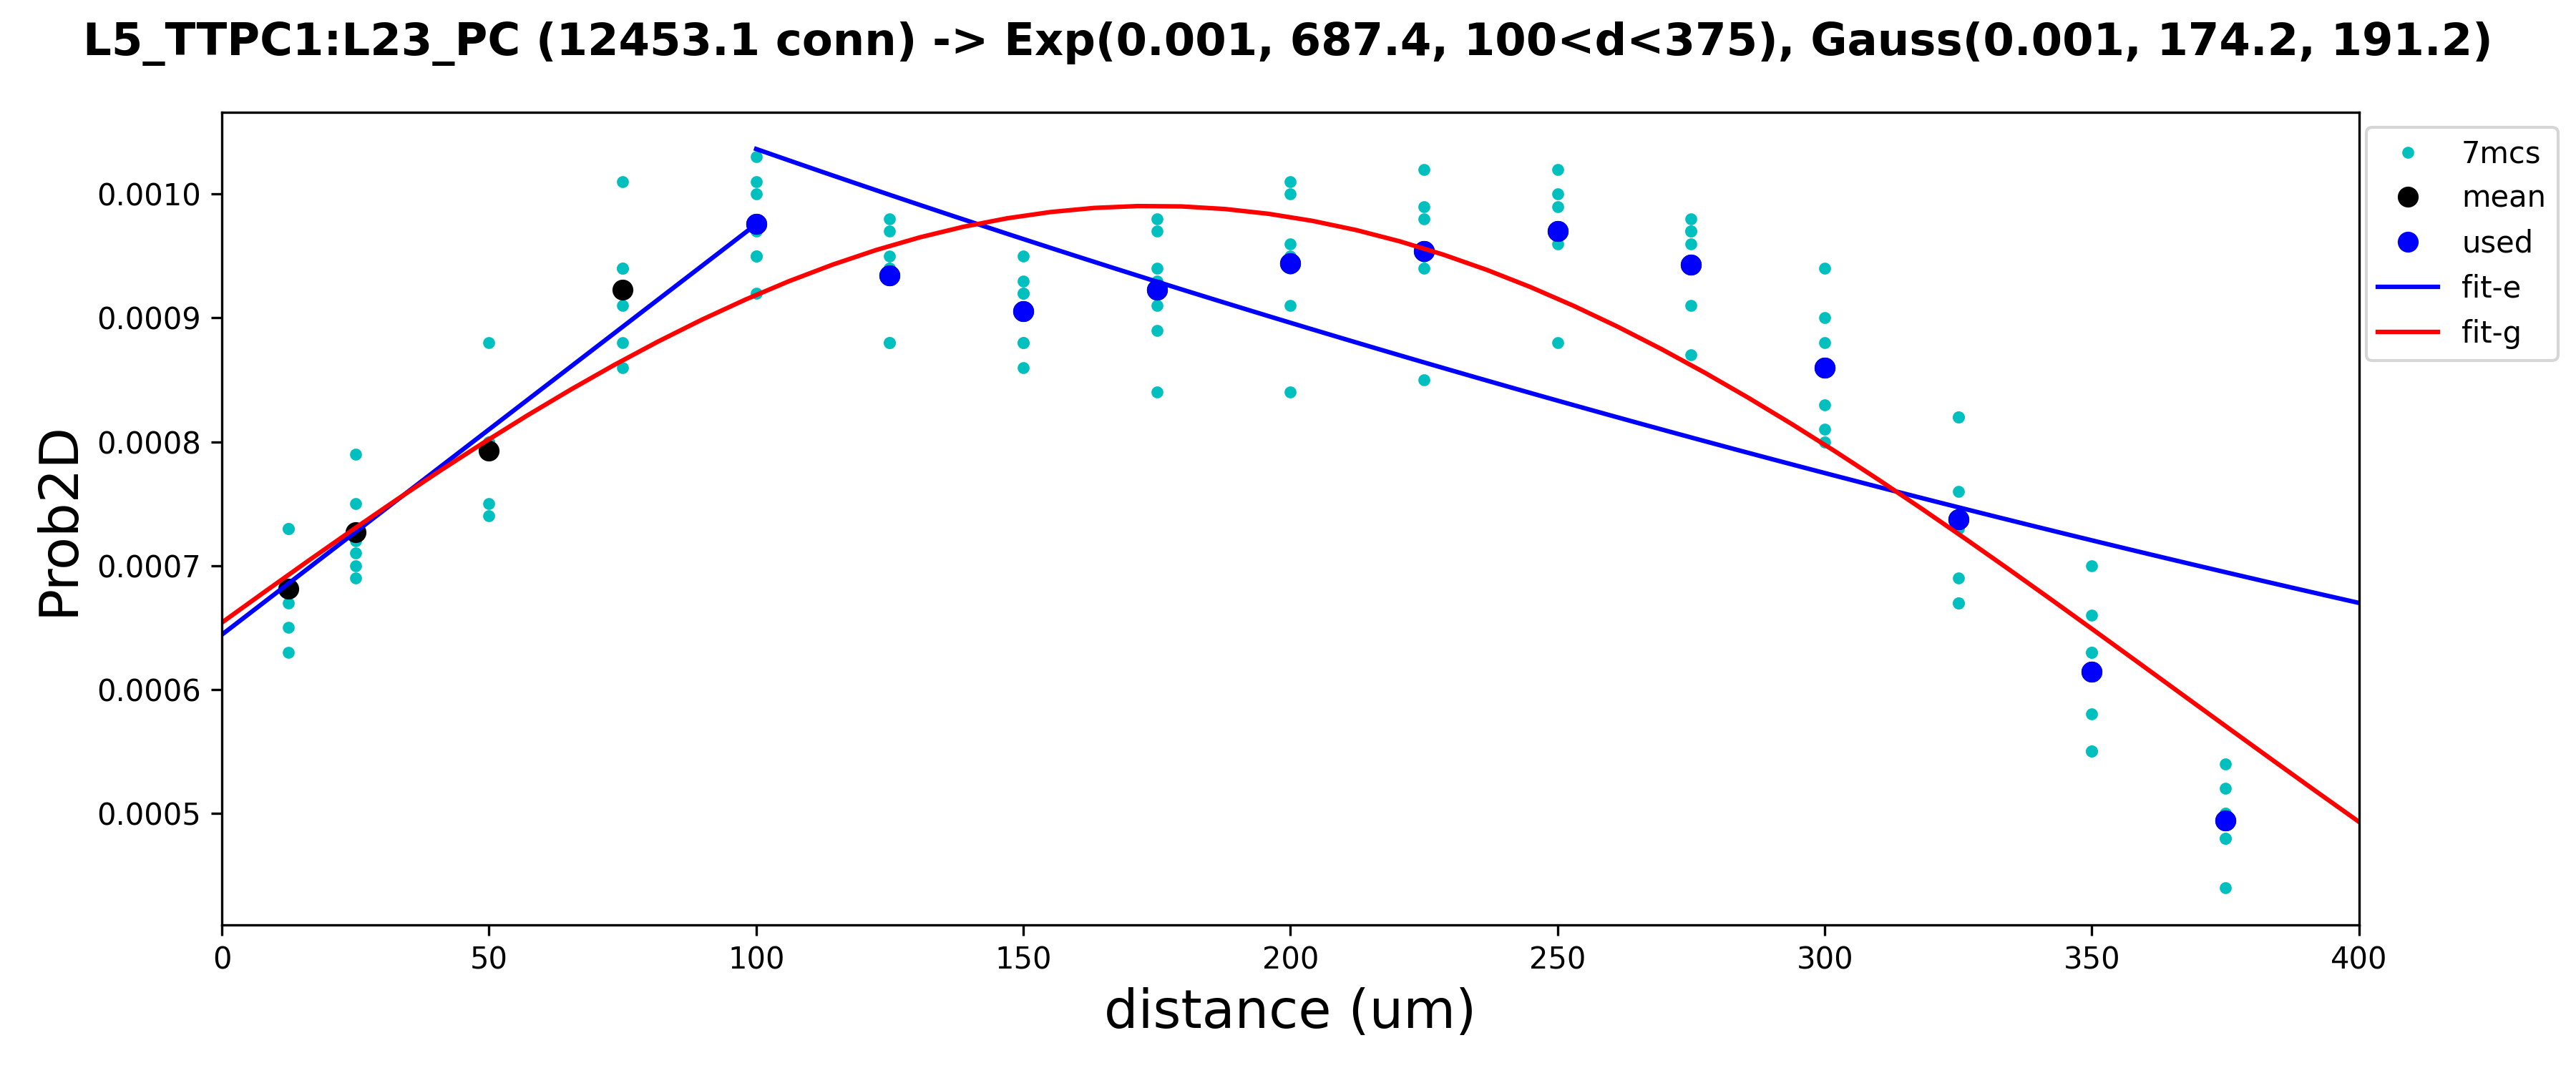 L5_TTPC1:L23_PC (12453.1 conn) -> Exp(0.001, 687.4, 100<d<375), Gauss(0.001, 174.2, 191.2)
7mcs
mean
used
fit-e
fit-g
Prob2D
0.0010
0.0009
0.0008
0.0007
0.0006
0.0005
0 50 100 150 200 250 300 350 400
distance (um)